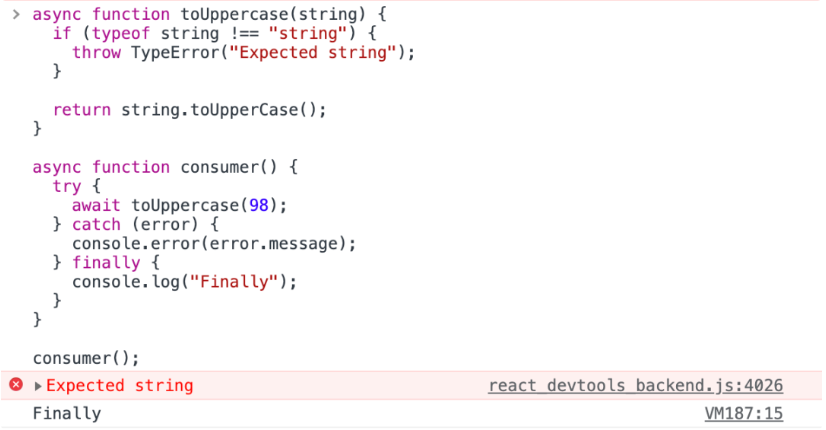 > async function toUppercase(string) {
  if (typeof string !== "string") {
    throw TypeError("Expected string");
  }

  return string.toUpperCase();
}

async function consumer() {
  try {
    await toUppercase(98);
  } catch (error) {
    console.error(error.message);
  } finally {
    console.log("Finally");
  }
}

consumer();
Expected string react_devtools_backend.js:4026
Finally VM187:15